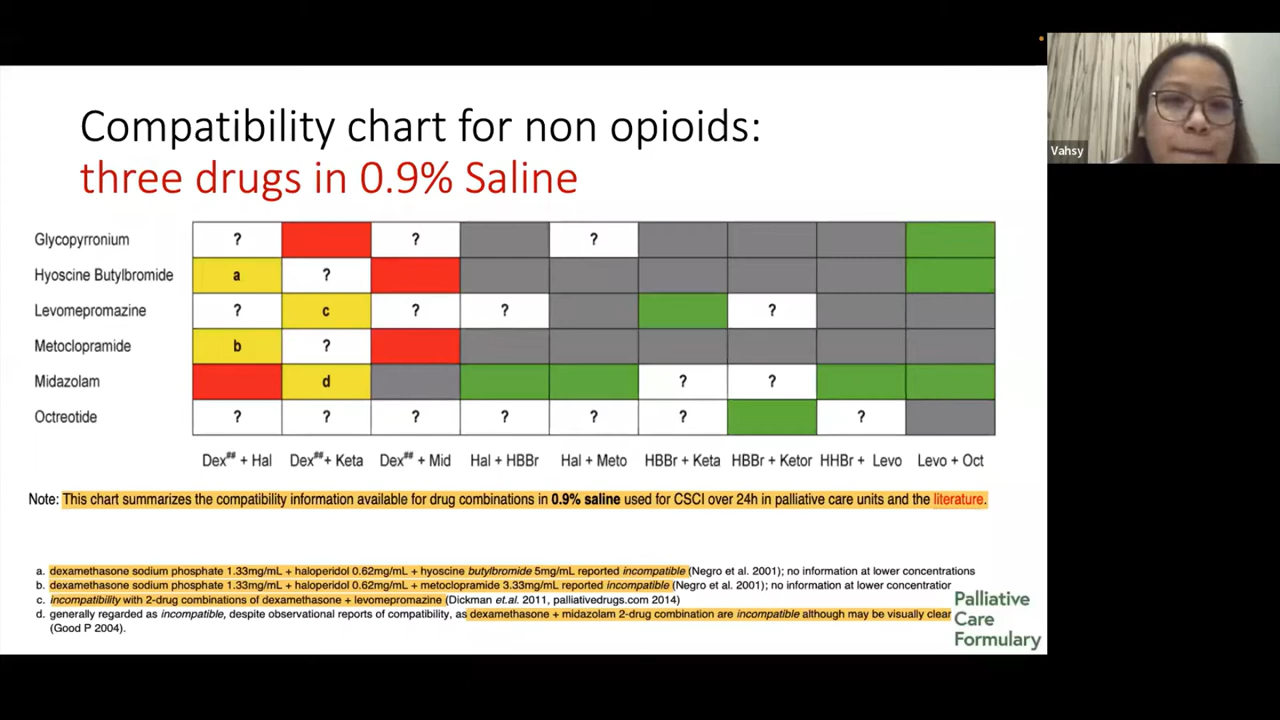 Compatibility chart for non opioids:
three drugs in 0.9% Saline
Vahsy
Glycopyrronium ? ? ?
Hyoscine Butylbromide a ?
Levomepromazine ? c ? ? ?
Metoclopramide b ?
Midazolam d ? ?
Octreotide ? ? ? ? ? ? ?
Dex## + Hal Dex## + Keta Dex## + Mid Hal + HBBr Hal + Meto HBBr + Keta HBBr + Ketor HHBr + Levo Levo + Oct
Note: This chart summarizes the compatibility information available for drug combinations in 0.9% saline used for CSCI over 24h in palliative care units and the literature.
a. dexamethasone sodium phosphate 1.33mg/mL + haloperidol 0.62mg/mL + hyoscine butylbromide 5mg/mL reported incompatible (Negro et al. 2001); no information at lower concentrations
b. dexamethasone sodium phosphate 1.33mg/mL + haloperidol 0.62mg/mL + metoclopramide 3.33mg/mL reported incompatible (Negro et al. 2001); no information at lower concentratior
c. incompatibility with 2-drug combinations of dexamethasone + levomepromazine (Dickman et.al. 2011, palliativedrugs.com 2014)
d. generally regarded as incompatible, despite observational reports of compatibility, as dexamethasone + midazolam 2-drug combination are incompatible although may be visually clear
(Good P 2004).
Palliative
Care
Formulary